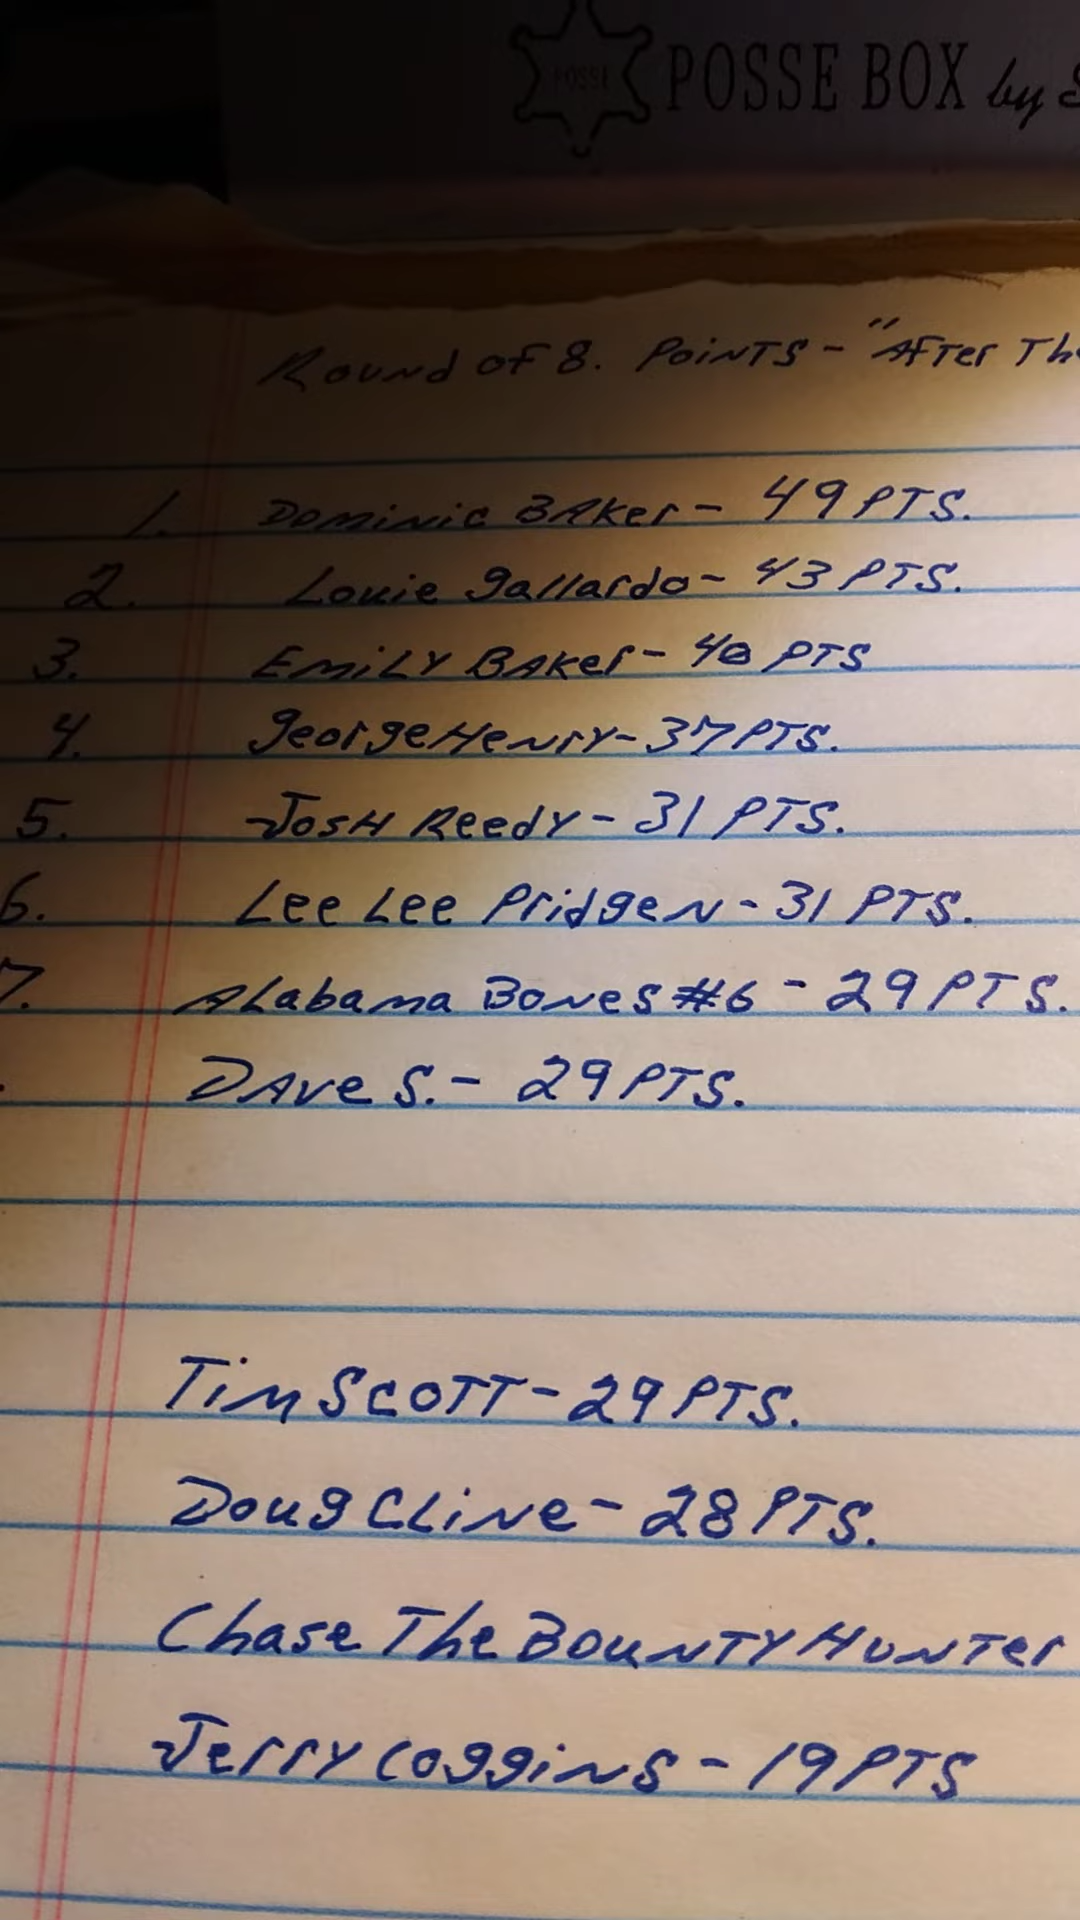 POSSE BOX by
Round of 8. Points - "After
1. Dominic Baker - 49 PTS.
2. Louie Gallardo - 43 PTS.
3. Emily Baker - 40 PTS
4. George Henry - 37 PTS.
5. Josh Reedy - 31 PTS.
6. Lee Lee Pridgen - 31 PTS.
7. Alabama Bones #6 - 29 PTS.
Dave S. - 29 PTS.
Tim Scott - 29 PTS.
Doug Cline - 28 PTS.
Chase The Bounty Hunter
Jerry Coggins - 19 PTS